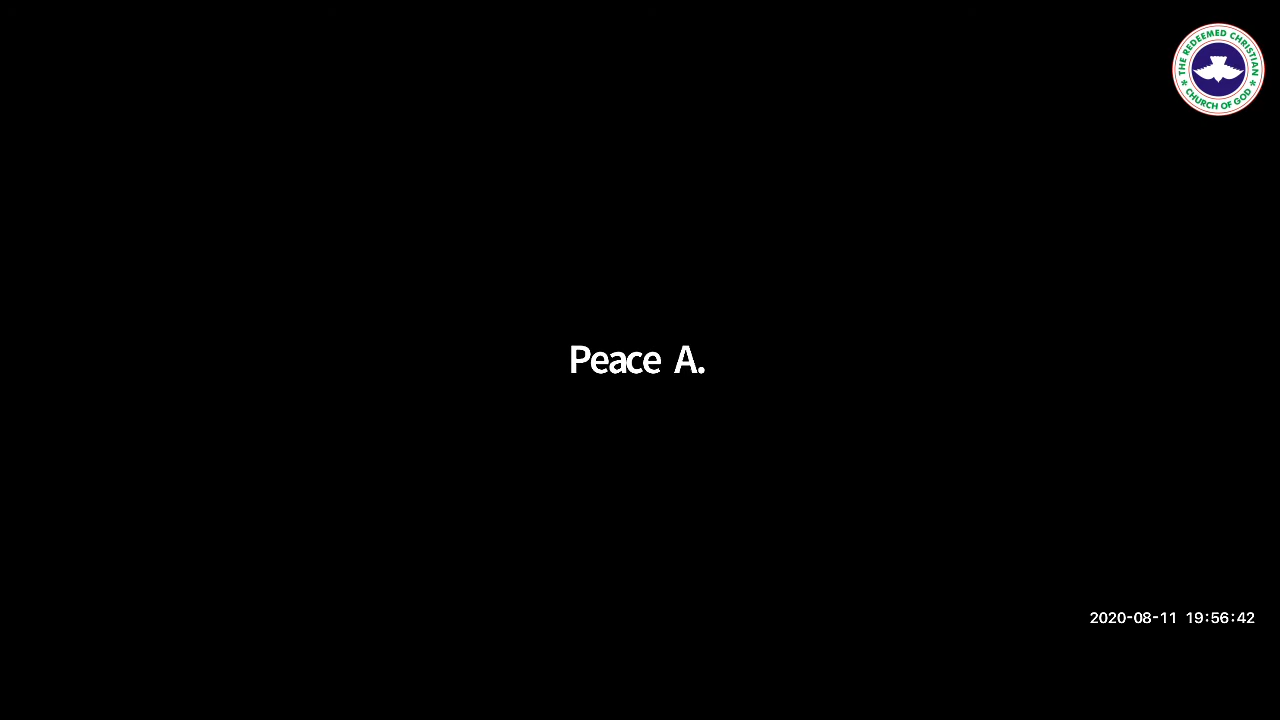 THE REDEEMED CHRISTIAN
* CHURCH OF GOD *
Peace A.
2020-08-11 19:56:42